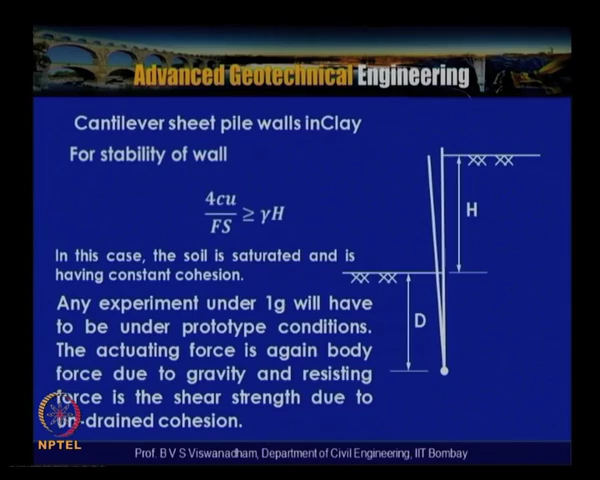 Advanced Geotechnical Engineering
Cantilever sheet pile walls inClay
For stability of wall
4cu
FS ≥ γH
In this case, the soil is saturated and is
having constant cohesion.
Any experiment under 1g will have
to be under prototype conditions.
The actuating force is again body
force due to gravity and resisting
force is the shear strength due to
un-drained cohesion.
H
D
NPTEL
Prof. B V S Viswanadham, Department of Civil Engineering, IIT Bombay